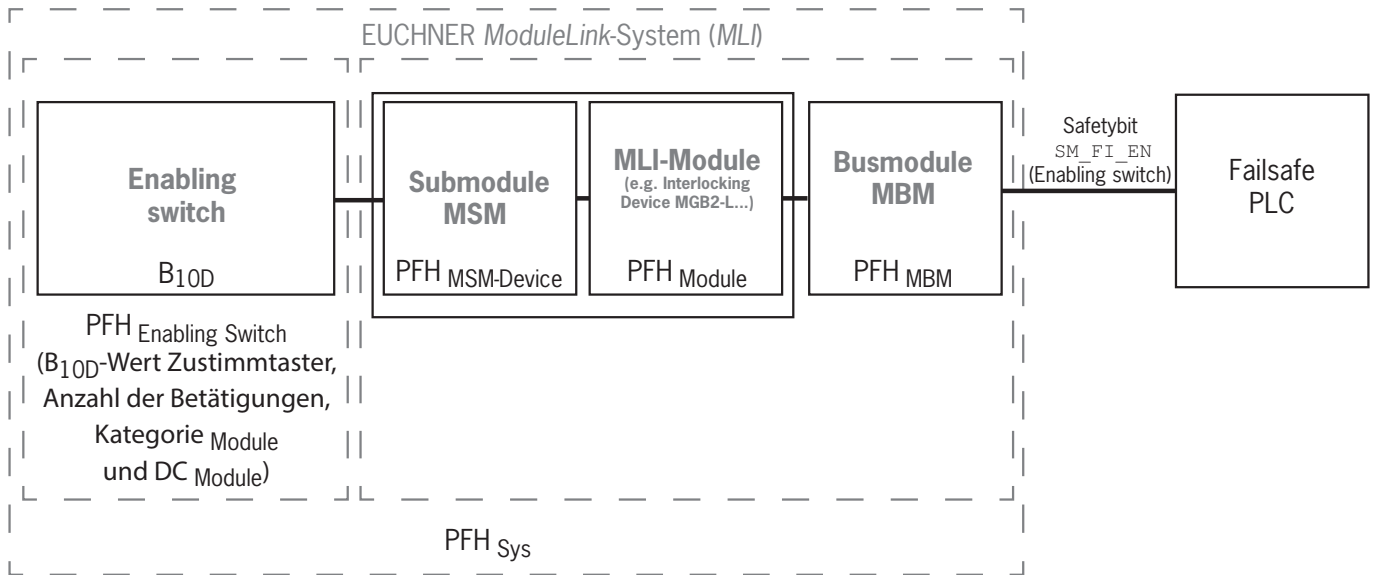 EUCHNER ModuleLink-System (MLI)
Enabling
switch
B10D
Submodule
MSM
PFH MSM-Device
MLI-Module
(e.g. Interlocking
Device MGB2-L...)
PFH Module
Busmodule
MBM
PFH MBM
Safetybit
SM_FI_EN
(Enabling switch)
Failsafe
PLC
PFH Enabling Switch
(B10D-Wert Zustimmtaster,
Anzahl der Betätigungen,
Kategorie Module
und DC Module)
PFH Sys